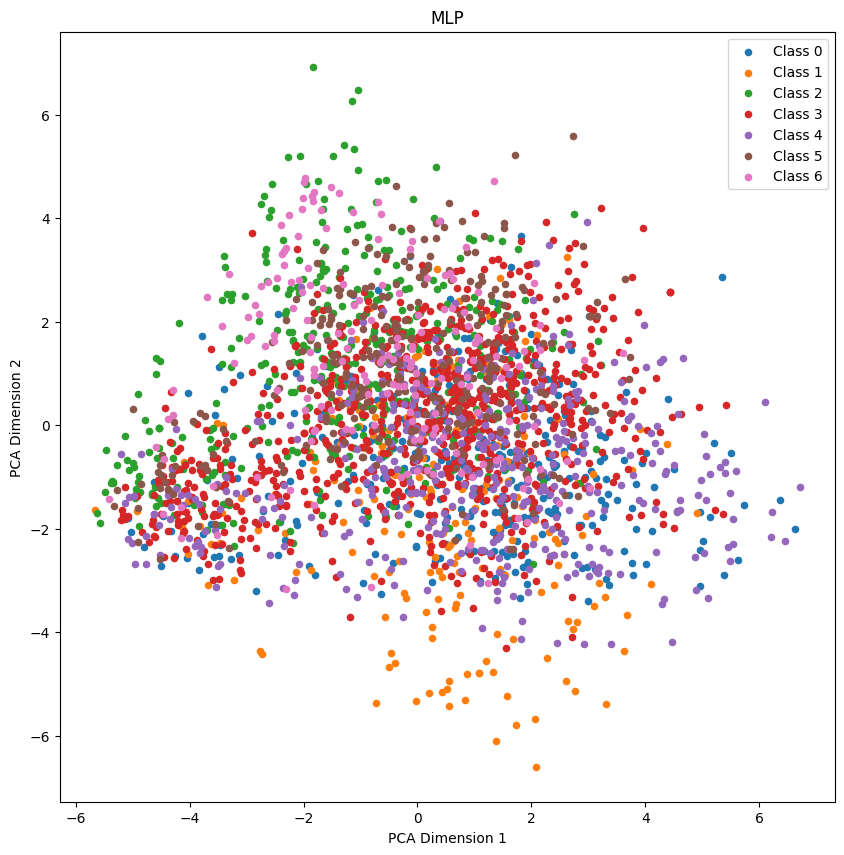 MLP
Class 0
Class 1
Class 2
Class 3
Class 4
Class 5
Class 6
PCA Dimension 2
6
4
2
0
−2
−4
−6
−6 −4 −2 0 2 4 6
PCA Dimension 1